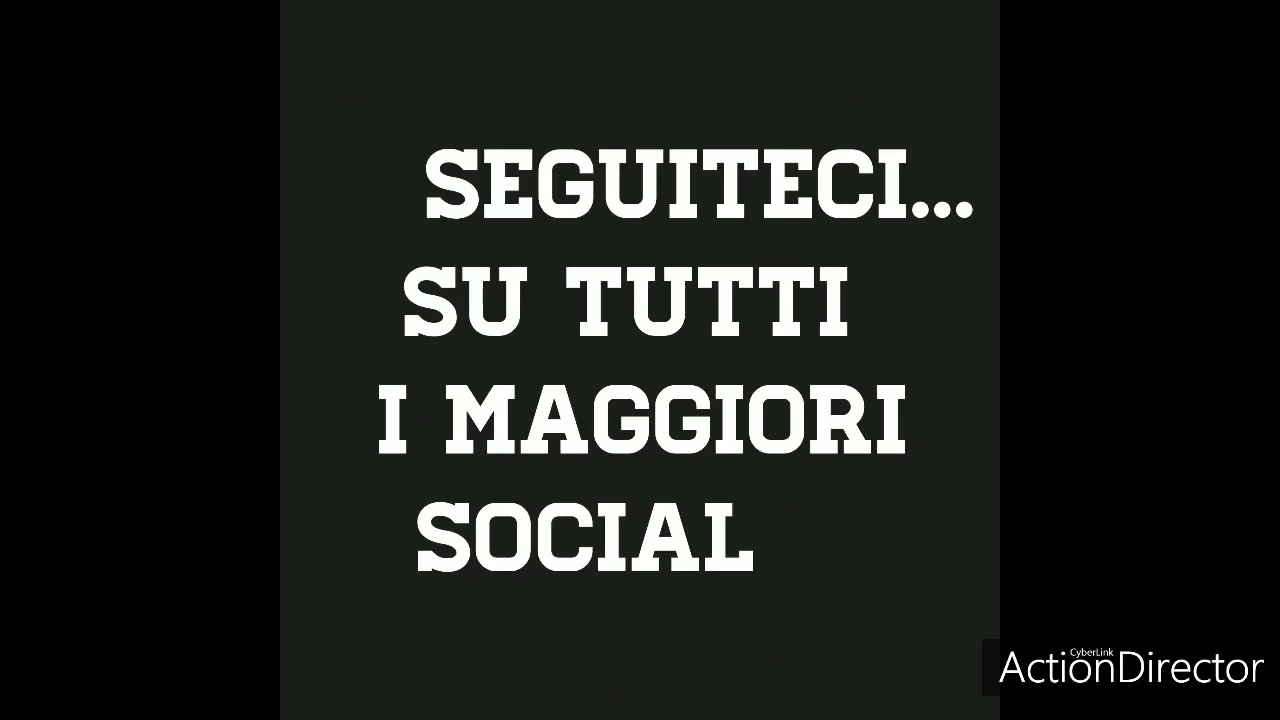 SEGUITECI...
SU TUTTI
I MAGGIORI
SOCIAL
CyberLink
ActionDirector